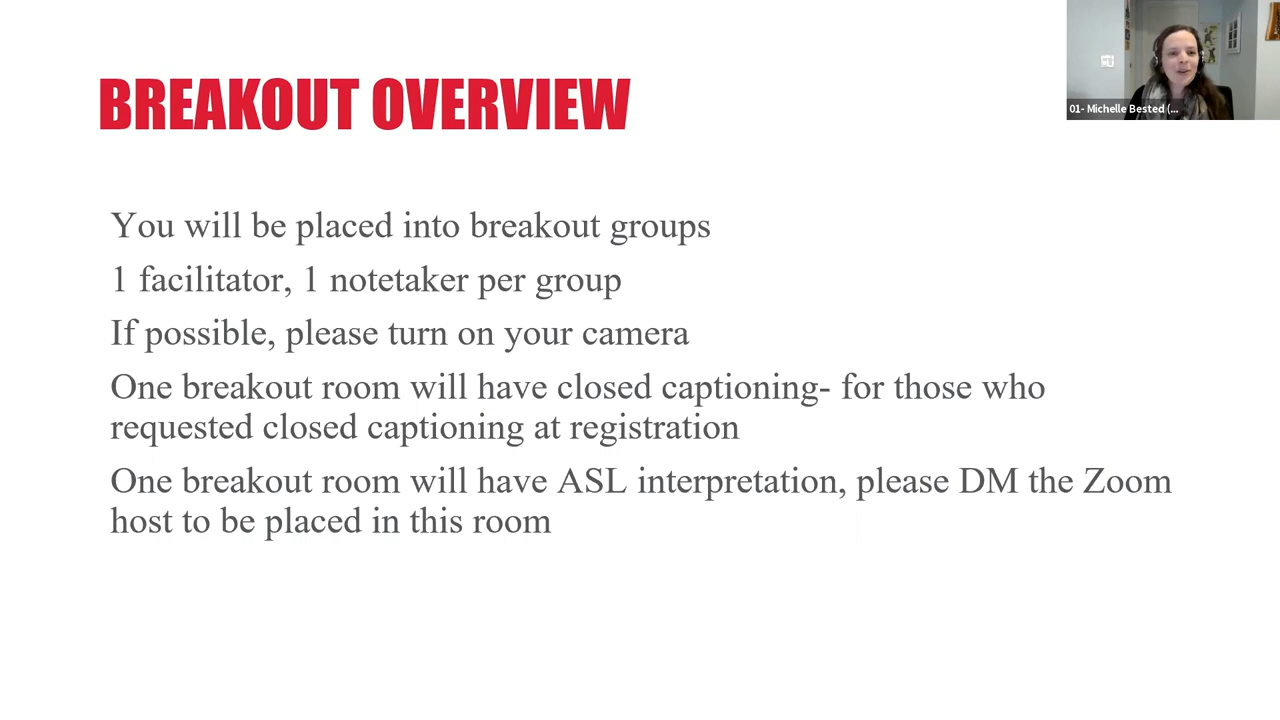 BREAKOUT OVERVIEW
01- Michelle Bested (...
You will be placed into breakout groups
1 facilitator, 1 notetaker per group
If possible, please turn on your camera
One breakout room will have closed captioning- for those who
requested closed captioning at registration
One breakout room will have ASL interpretation, please DM the Zoom
host to be placed in this room